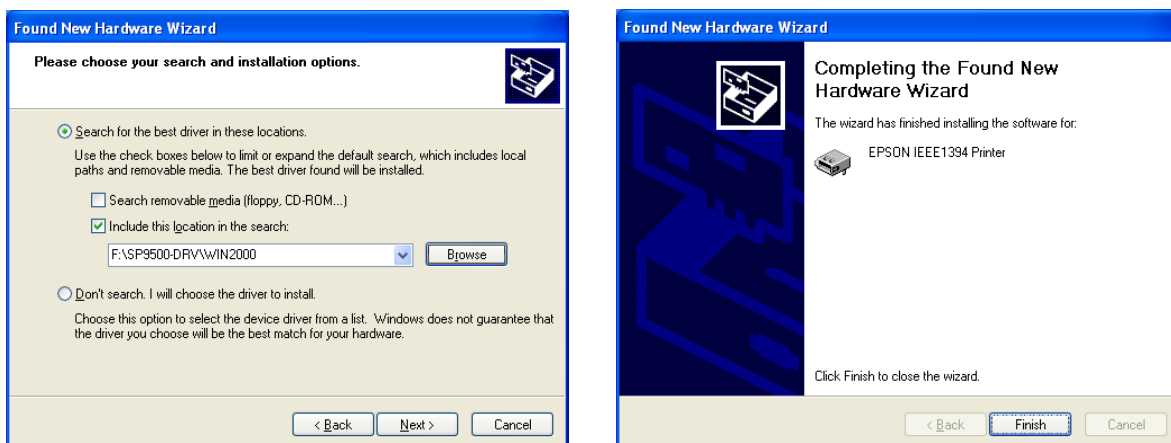 Found New Hardware Wizard
Please choose your search and installation options.
Search for the best driver in these locations.
Use the check boxes below to limit or expand the default search, which includes local
paths and removable media. The best driver found will be installed.
Search removable media (floppy, CD-ROM...)
Include this location in the search:
F:\SP9500-DRV\WIN2000
Browse
Don't search. I will choose the driver to install.
Choose this option to select the device driver from a list. Windows does not guarantee that
the driver you choose will be the best match for your hardware.
< Back Next > Cancel
Found New Hardware Wizard
Completing the Found New
Hardware Wizard
The wizard has finished installing the software for:
EPSON IEEE1394 Printer
Click Finish to close the wizard.
< Back Finish Cancel